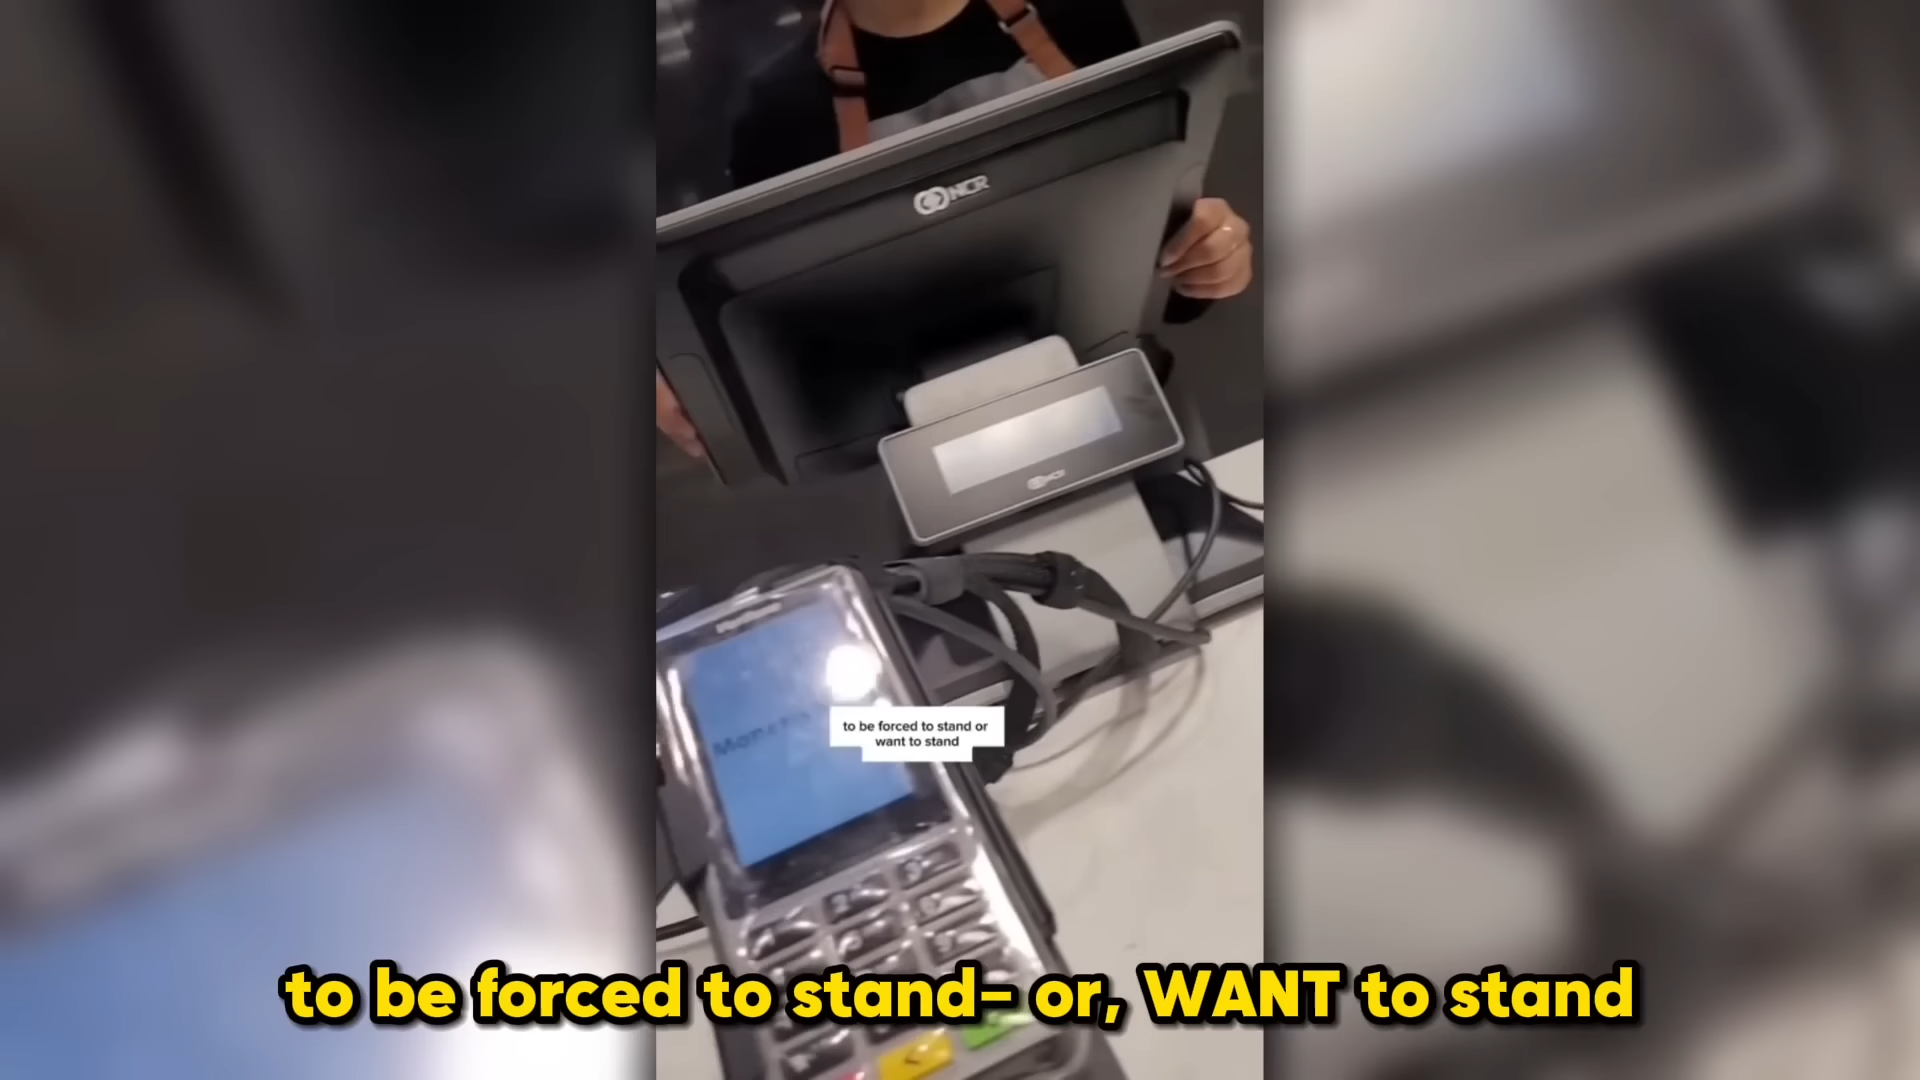 NCR
NCR
to be forced to stand or
want to stand
to be forced to stand– or, WANT to stand